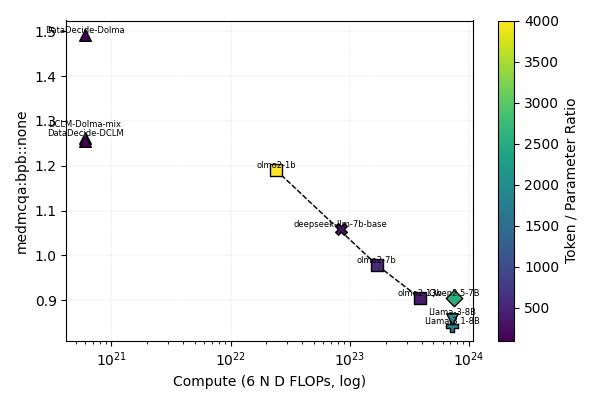 medmcqa:bpb::none
1.5
1.4
1.3
1.2
1.1
1.0
0.9
DataDecide-Dolma
DCLM-Dolma-mix
DataDecide-DCLM
olmo2-1b
deepseek-llm-7b-base
olmo2-7b
olmo2-13b
Qwen2.5-7B
Llama-3-8B
Llama-3.1-8B
10^21
10^22
10^23
10^24
Compute (6 N D FLOPs, log)
4000
3500
3000
2500
2000
1500
1000
500
Token / Parameter Ratio